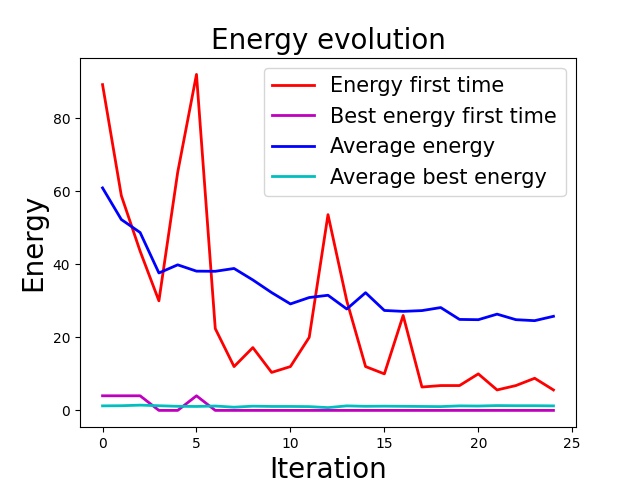 Energy evolution
Energy first time
Best energy first time
Average energy
Average best energy
80
60
40
20
0
Energy
0 5 10 15 20 25
Iteration